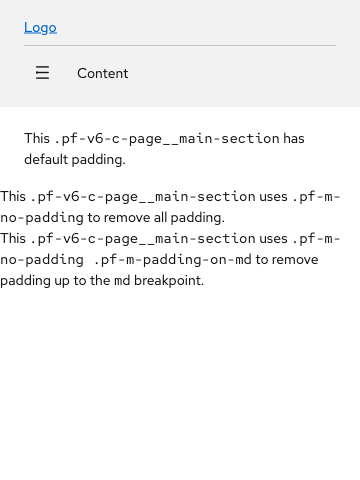 Logo
Content
This .pf-v6-c-page__main-section has
default padding.
This .pf-v6-c-page__main-section uses .pf-m-
no-padding to remove all padding.
This .pf-v6-c-page__main-section uses .pf-m-
no-padding .pf-m-padding-on-md to remove
padding up to the md breakpoint.